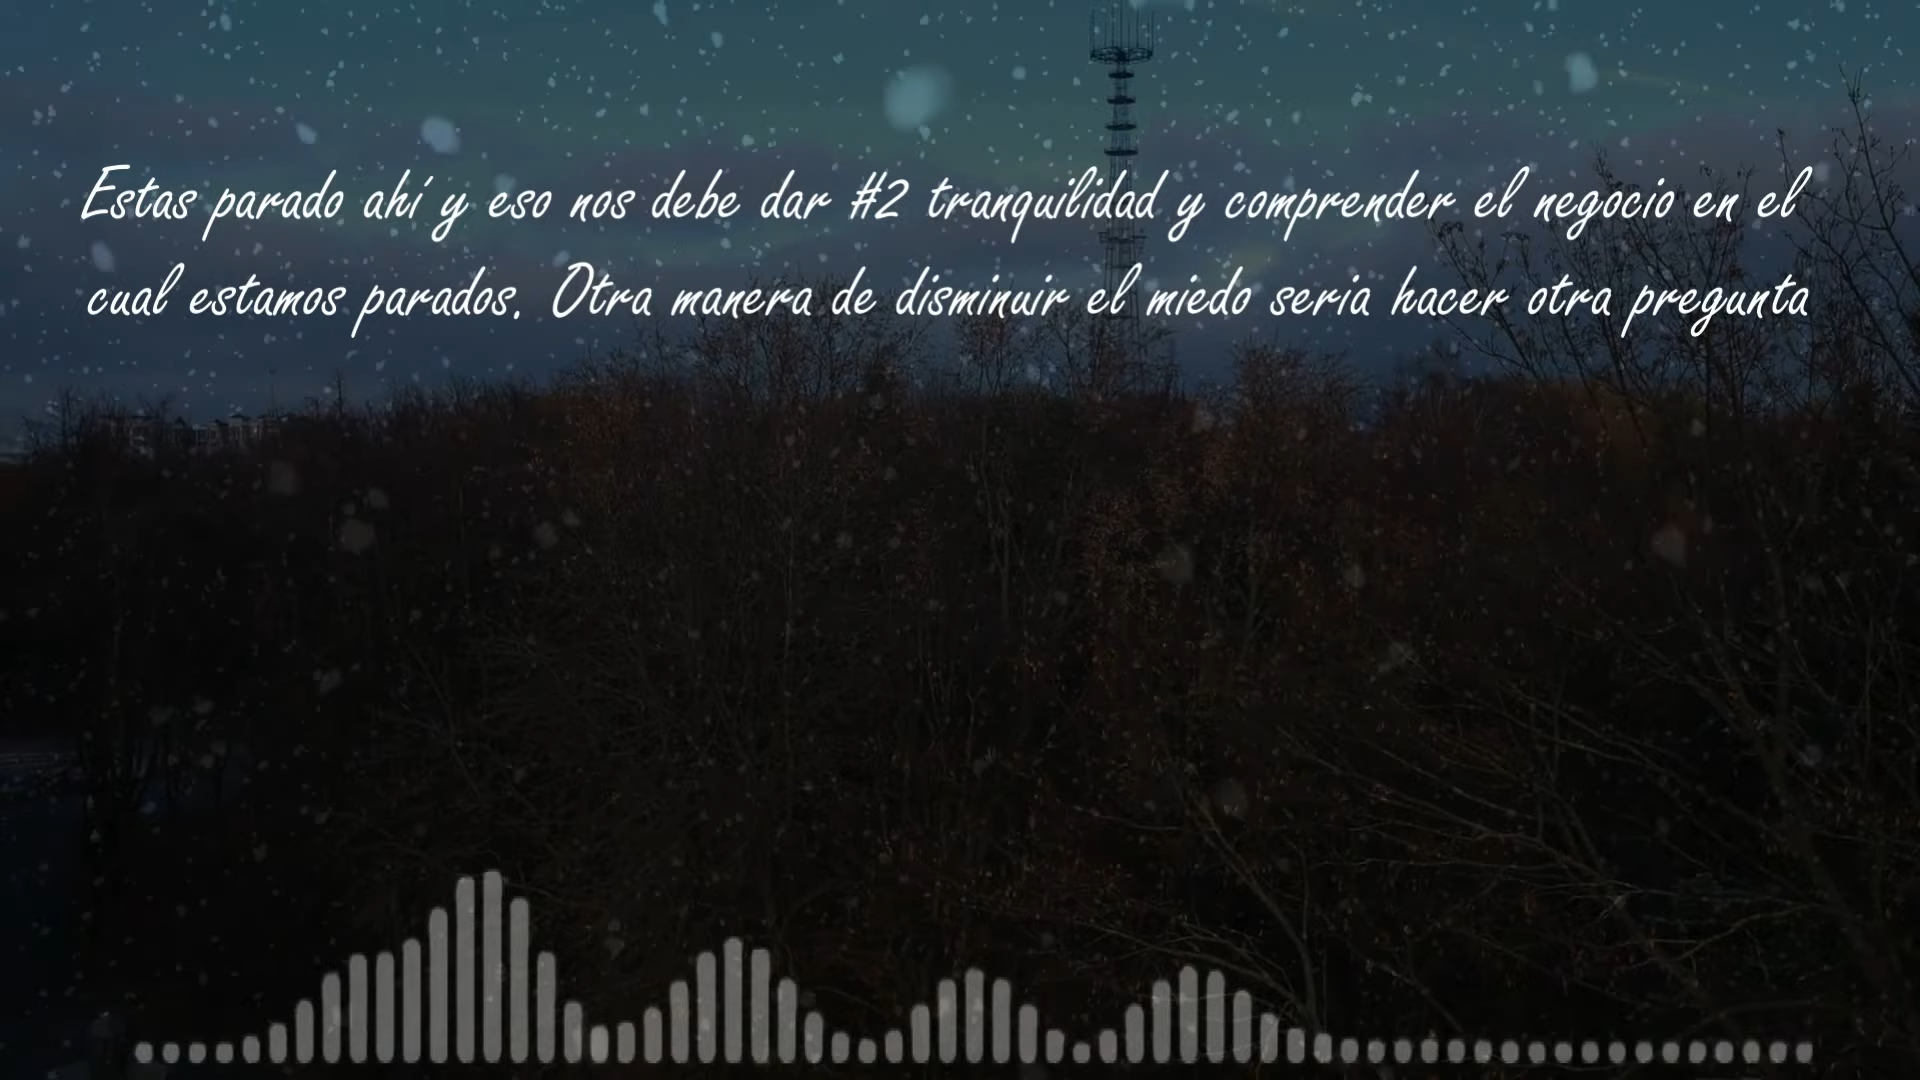 Estas parado ahí y eso nos debe dar #2 tranquilidad y comprender el negocio en el
cual estamos parados. Otra manera de disminuir el miedo seria hacer otra pregunta